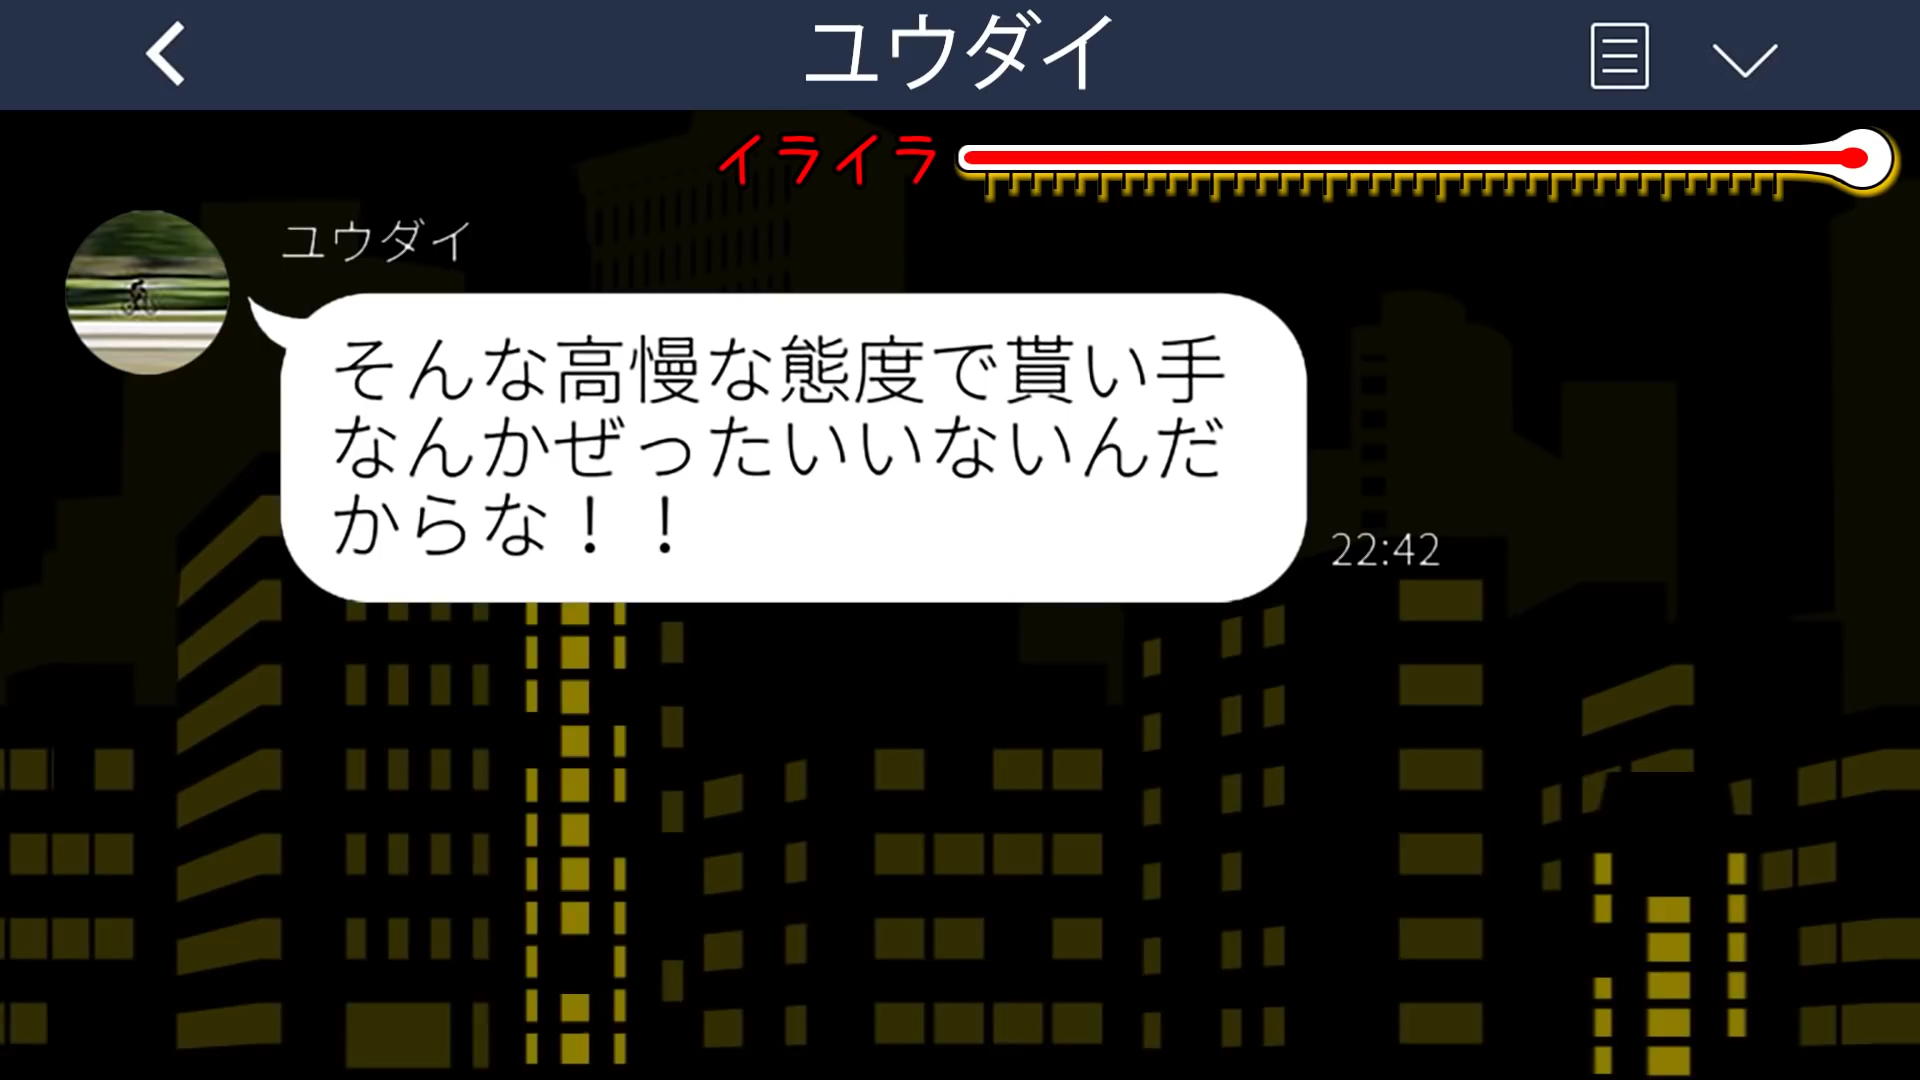 ユウダイ
イライラ
ユウダイ
そんな高慢な態度で貰い手
なんかぜったいいないんだ
からな！！
22:42